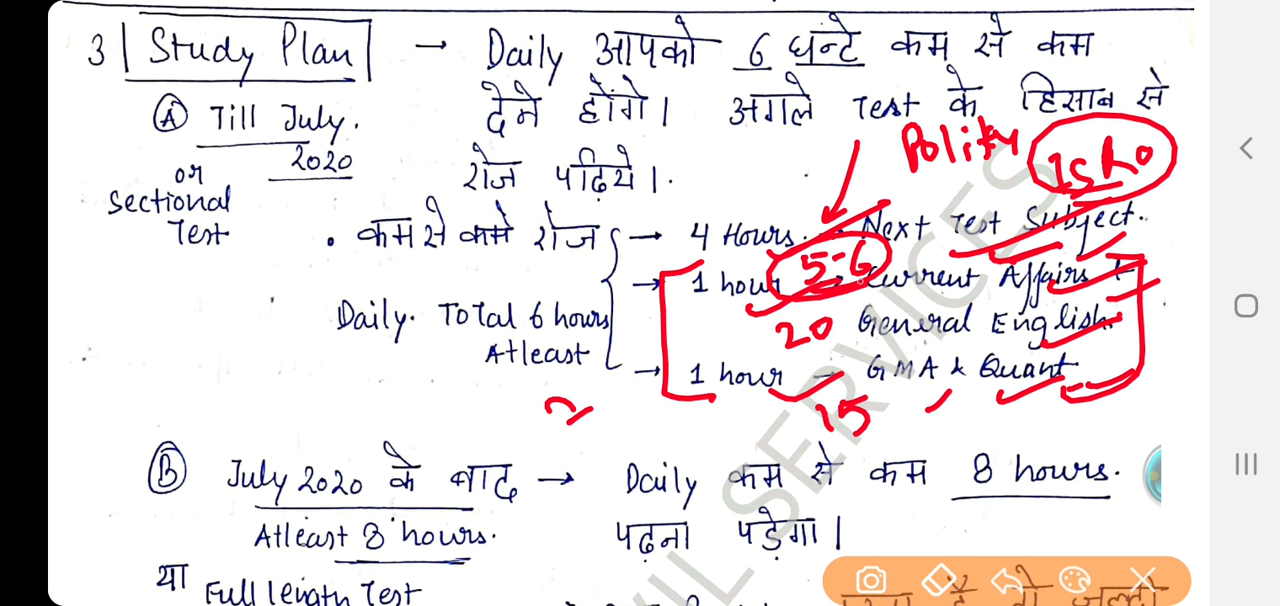 3 | Study Plan → Daily आपको 6 घन्टे कम से कम
(A) Till July. देने होंगे। अगले Test के हिसाब से
2020 रोज पढ़िये।
or
Sectional
Test
Polity Isro
. कम से कम रोज → 4 Hours. → Next Test Subject.
→ 1 hour 5-6 → Current Affairs +
Daily. Total 6 hours 20 General English.
Atleast
→ 1 hour → GMA & Quant
15
(B) July 2020 के बाद → Daily कम से कम 8 hours.
Atleast 8 hours. पढ़ना पड़ेगा।
या Full length Test
CIVIL SERVICES